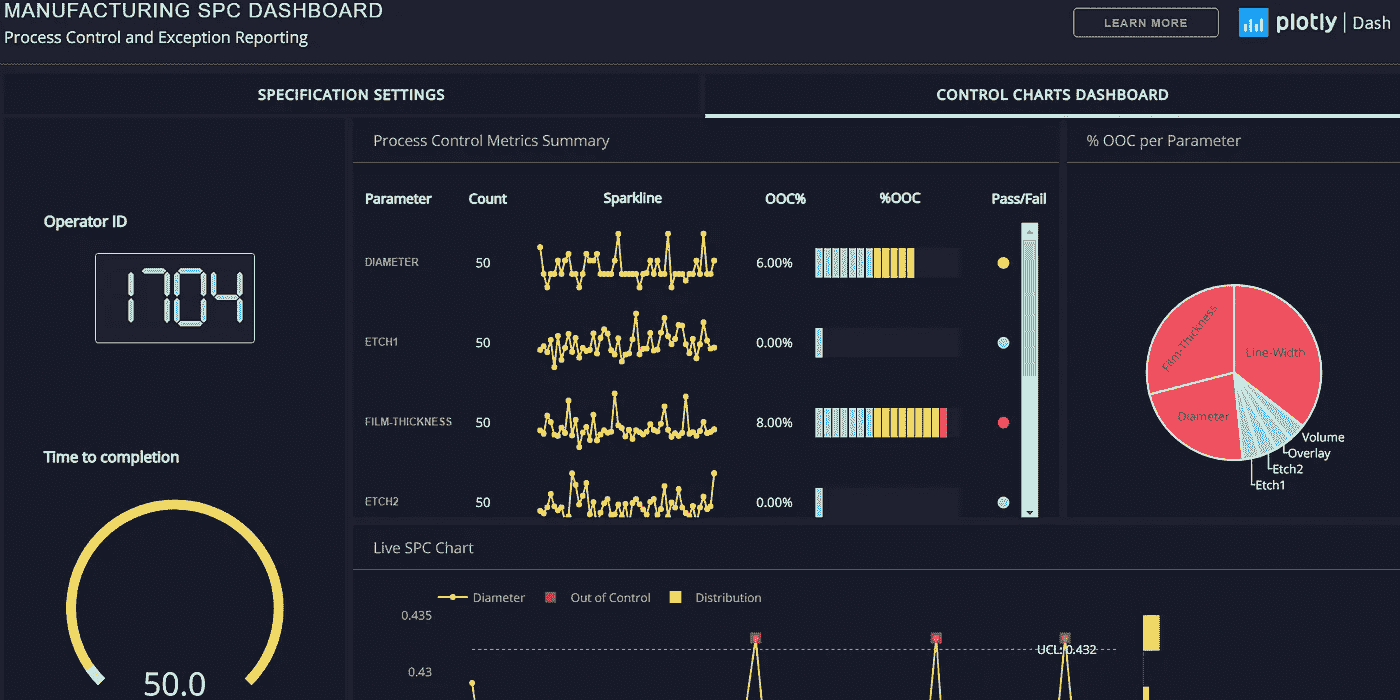 MANUFACTURING SPC DASHBOARD
Process Control and Exception Reporting
LEARN MORE
plotly | Dash
SPECIFICATION SETTINGS
CONTROL CHARTS DASHBOARD
Operator ID
1704
Time to completion
50.0
Process Control Metrics Summary
Parameter Count Sparkline OOC% %OOC Pass/Fail
DIAMETER 50 6.00%
ETCH1 50 0.00%
FILM-THICKNESS 50 8.00%
ETCH2 50 0.00%
% OOC per Parameter
Film-Thickness
Line-Width
Diameter
Volume
Overlay
Etch2
Etch1
Live SPC Chart
Diameter Out of Control Distribution
0.435
UCL: 0.432
0.43